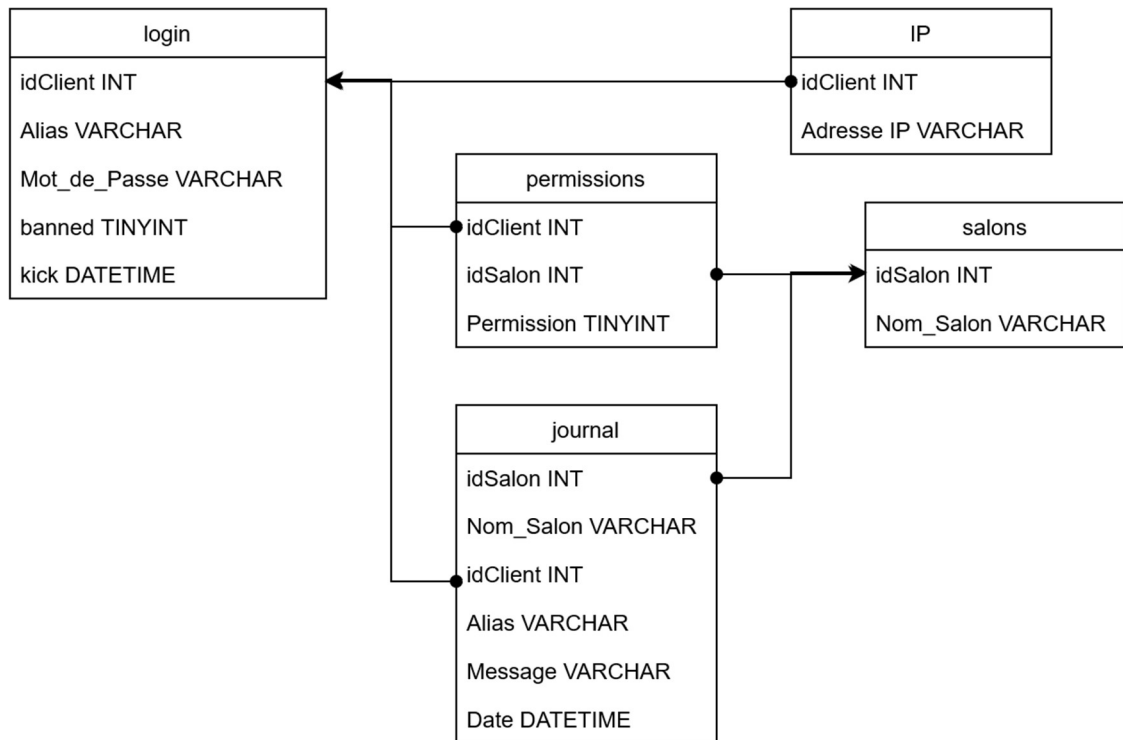 login
idClient INT
Alias VARCHAR
Mot_de_Passe VARCHAR
banned TINYINT
kick DATETIME
IP
idClient INT
Adresse IP VARCHAR
permissions
idClient INT
idSalon INT
Permission TINYINT
salons
idSalon INT
Nom_Salon VARCHAR
journal
idSalon INT
Nom_Salon VARCHAR
idClient INT
Alias VARCHAR
Message VARCHAR
Date DATETIME